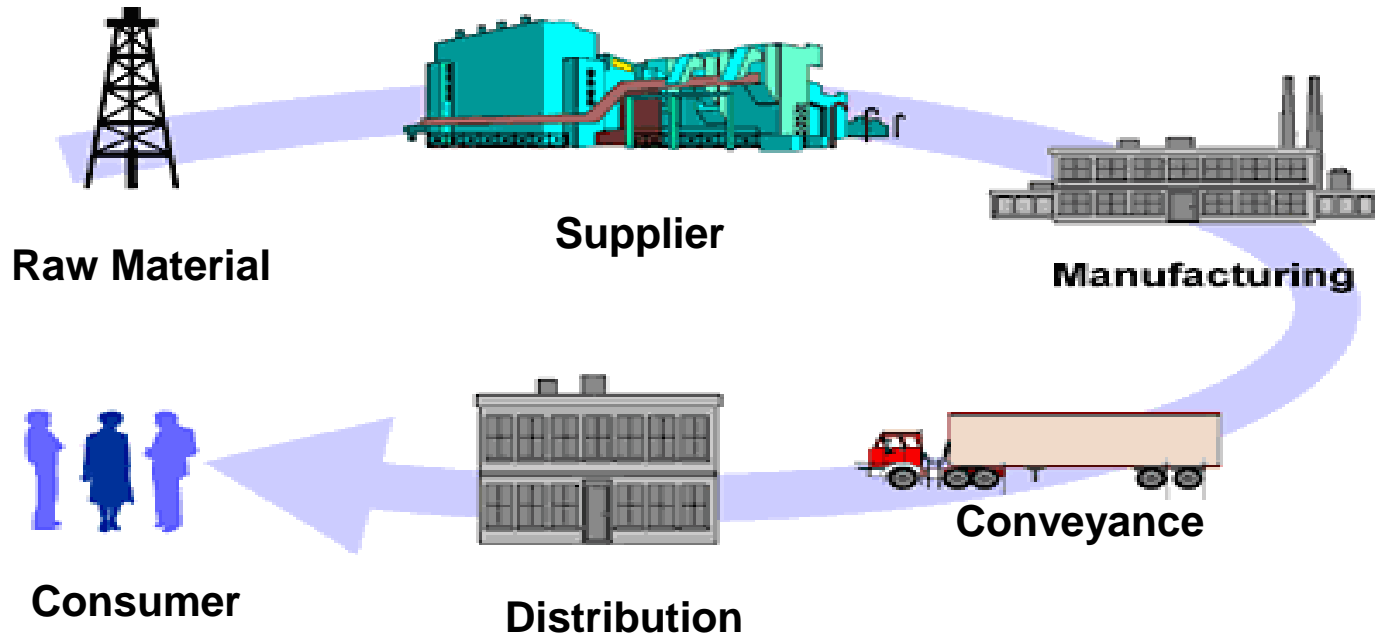 Raw Material
Supplier
Manufacturing
Conveyance
Distribution
Consumer